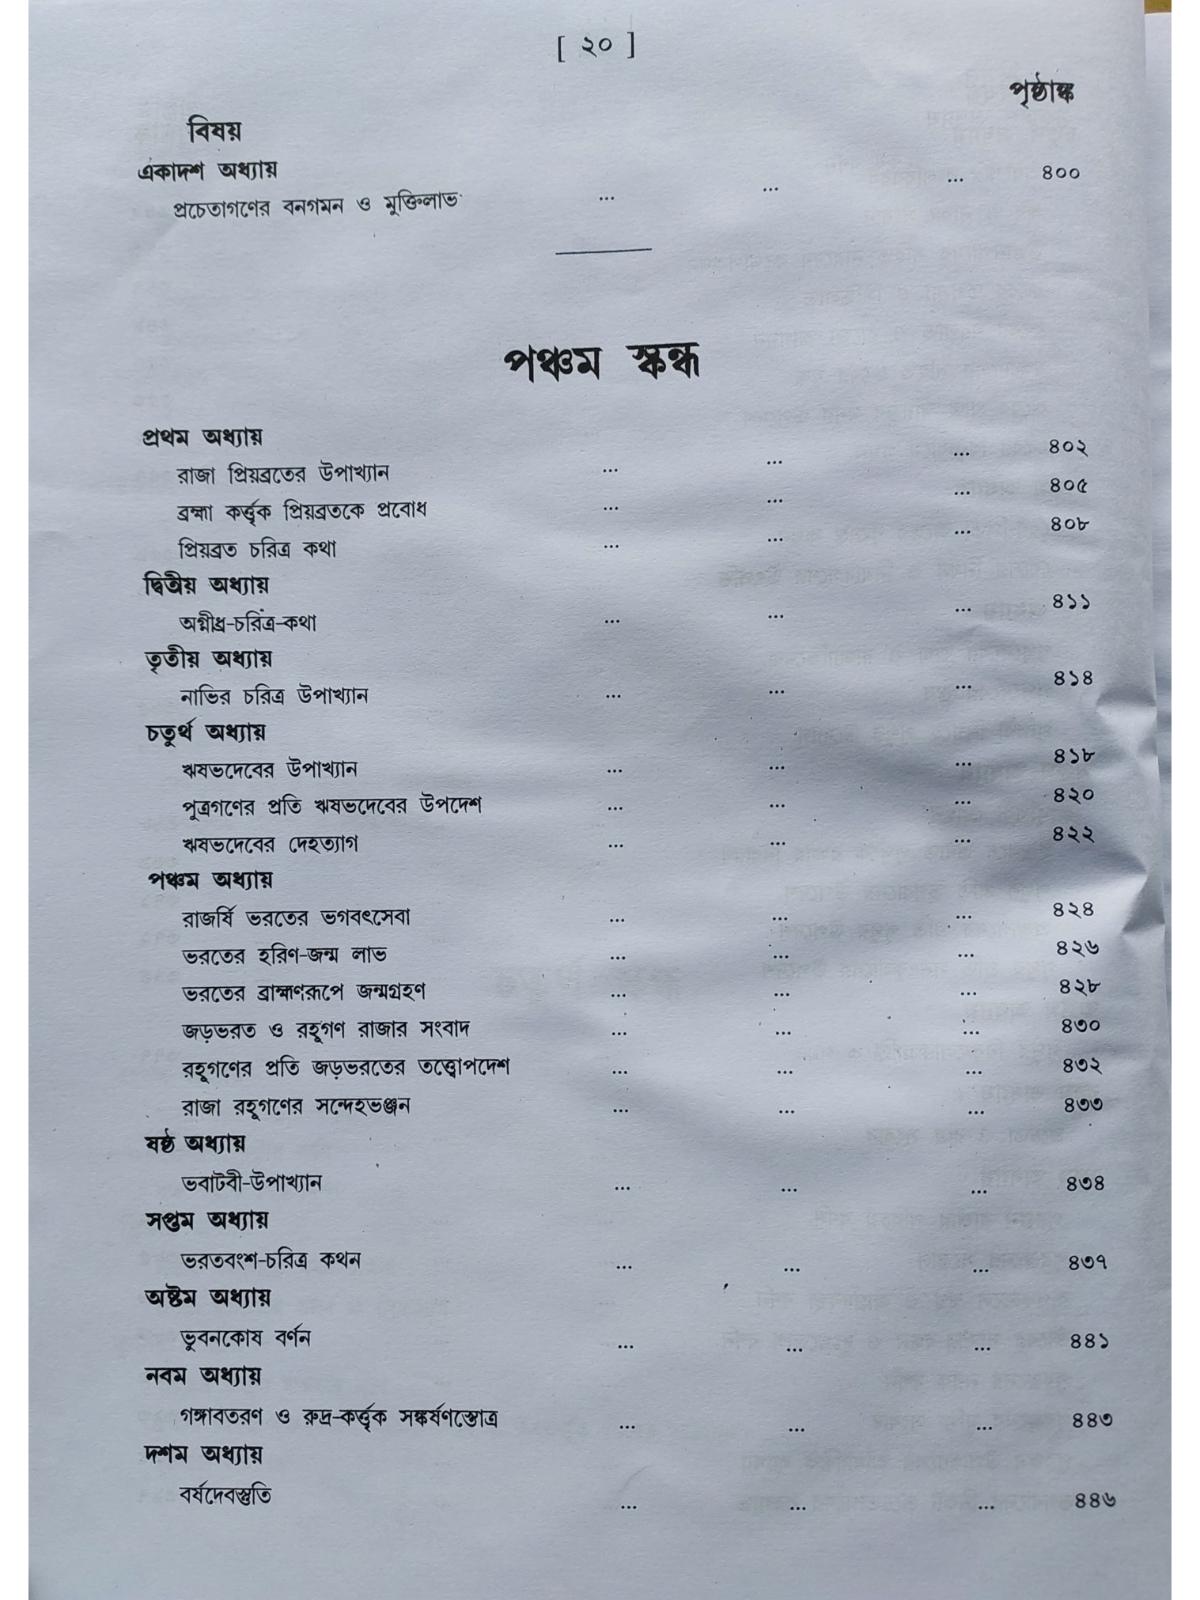 [ ২০ ]
পৃষ্ঠাঙ্ক
বিষয়
একাদশ অধ্যায়
প্রচেতাগণের বনগমন ও মুক্তিলাভ ... ... ... ৪০০
পঞ্চম স্কন্ধ
প্রথম অধ্যায়
রাজা প্রিয়ব্রতের উপাখ্যান ... ... ... ৪০২
ব্রহ্মা কর্ত্তৃক প্রিয়ব্রতকে প্রবোধ ... ... ... ৪০৫
প্রিয়ব্রত চরিত্র কথা ... ... ... ৪০৮
দ্বিতীয় অধ্যায়
অগ্নীধ্র-চরিত্র-কথা ... ... ... ৪১১
তৃতীয় অধ্যায়
নাভির চরিত্র উপাখ্যান ... ... ... ৪১৪
চতুর্থ অধ্যায়
ঋষভদেবের উপাখ্যান ... ... ... ৪১৮
পুত্রগণের প্রতি ঋষভদেবের উপদেশ ... ... ... ৪২০
ঋষভদেবের দেহত্যাগ ... ... ... ৪২২
পঞ্চম অধ্যায়
রাজর্ষি ভরতের ভগবৎসেবা ... ... ... ৪২৪
ভরতের হরিণ-জন্ম লাভ ... ... ... ৪২৬
ভরতের ব্রাহ্মণরূপে জন্মগ্রহণ ... ... ... ৪২৮
জড়ভরত ও রহূগণ রাজার সংবাদ ... ... ... ৪৩০
রহূগণের প্রতি জড়ভরতের তত্ত্বোপদেশ ... ... ... ৪৩২
রাজা রহূগণের সন্দেহভঞ্জন ... ... ... ৪৩৩
ষষ্ঠ অধ্যায়
ভবাটবী-উপাখ্যান ... ... ... ৪৩৪
সপ্তম অধ্যায়
ভরতবংশ-চরিত্র কথন ... ... ... ৪৩৭
অষ্টম অধ্যায়
ভুবনকোষ বর্ণন ... ... ... ৪৪১
নবম অধ্যায়
গঙ্গাবতরণ ও রুদ্র-কর্ত্তৃক সঙ্কর্ষণস্তোত্র ... ... ... ৪৪৩
দশম অধ্যায়
বর্ষদেবস্তুতি ... ... ... ৪৪৬